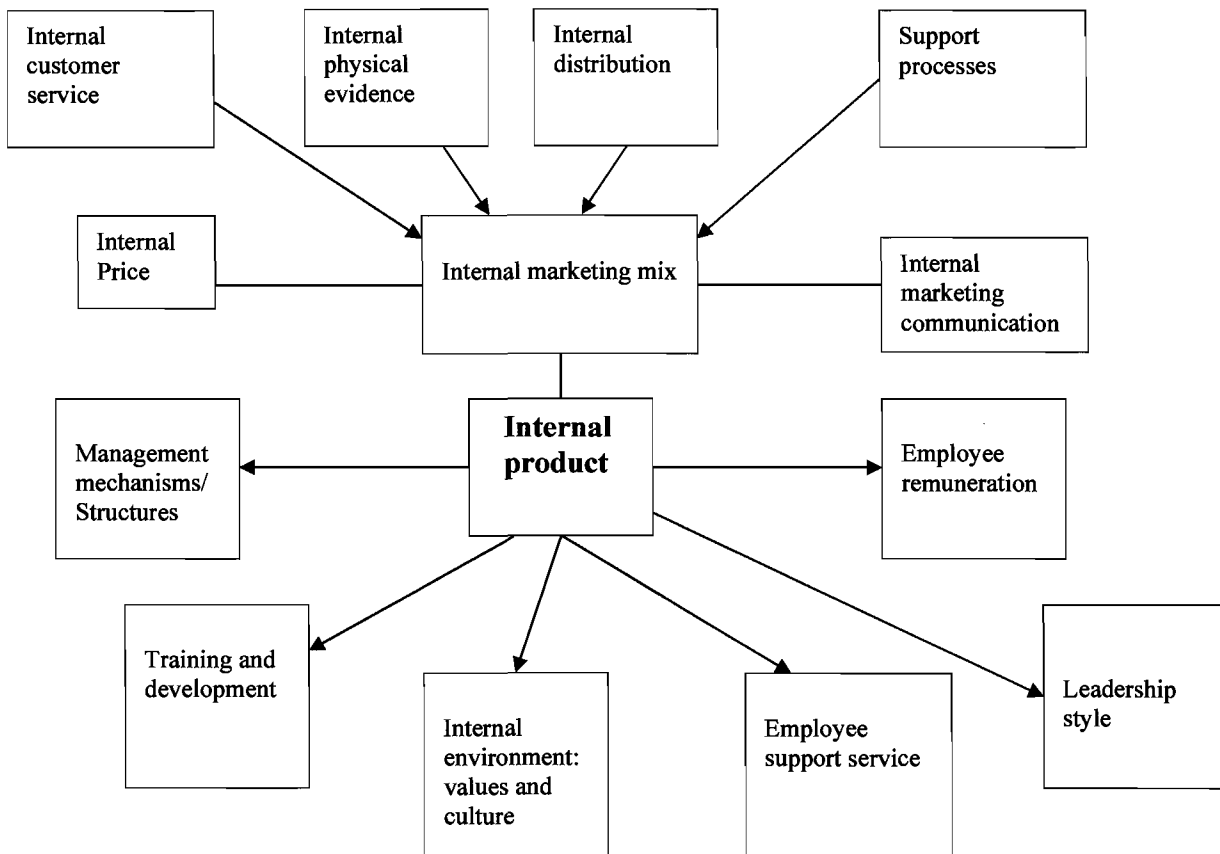 Internal
customer
service
Internal
physical
evidence
Internal
distribution
Support
processes
Internal
Price
Internal marketing mix
Internal
marketing
communication
Management
mechanisms/
Structures
Internal
product
Employee
remuneration
Training and
development
Internal
environment:
values and
culture
Employee
support service
Leadership
style